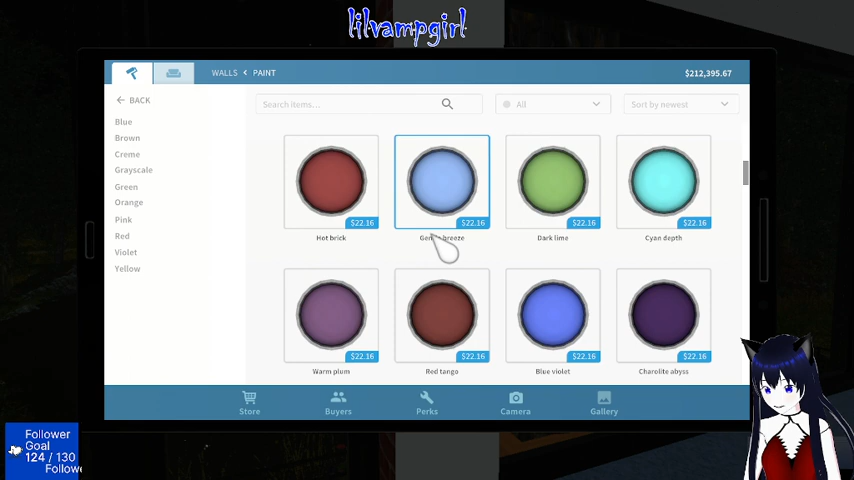 lilvampgirl
WALLS < PAINT
$212,395.67
BACK
Search items...
All
Sort by newest
Blue
Brown
Creme
Grayscale
Green
Orange
Pink
Red
Violet
Yellow
$22.16
$22.16
$22.16
$22.16
Hot brick
breeze
Dark lime
Cyan depth
$22.16
$22.16
$22.16
$22.16
Warm plum
Red tango
Blue violet
Charolite abyss
Store
Buyers
Perks
Camera
Gallery
Follower
Goal
124 / 130
Followe